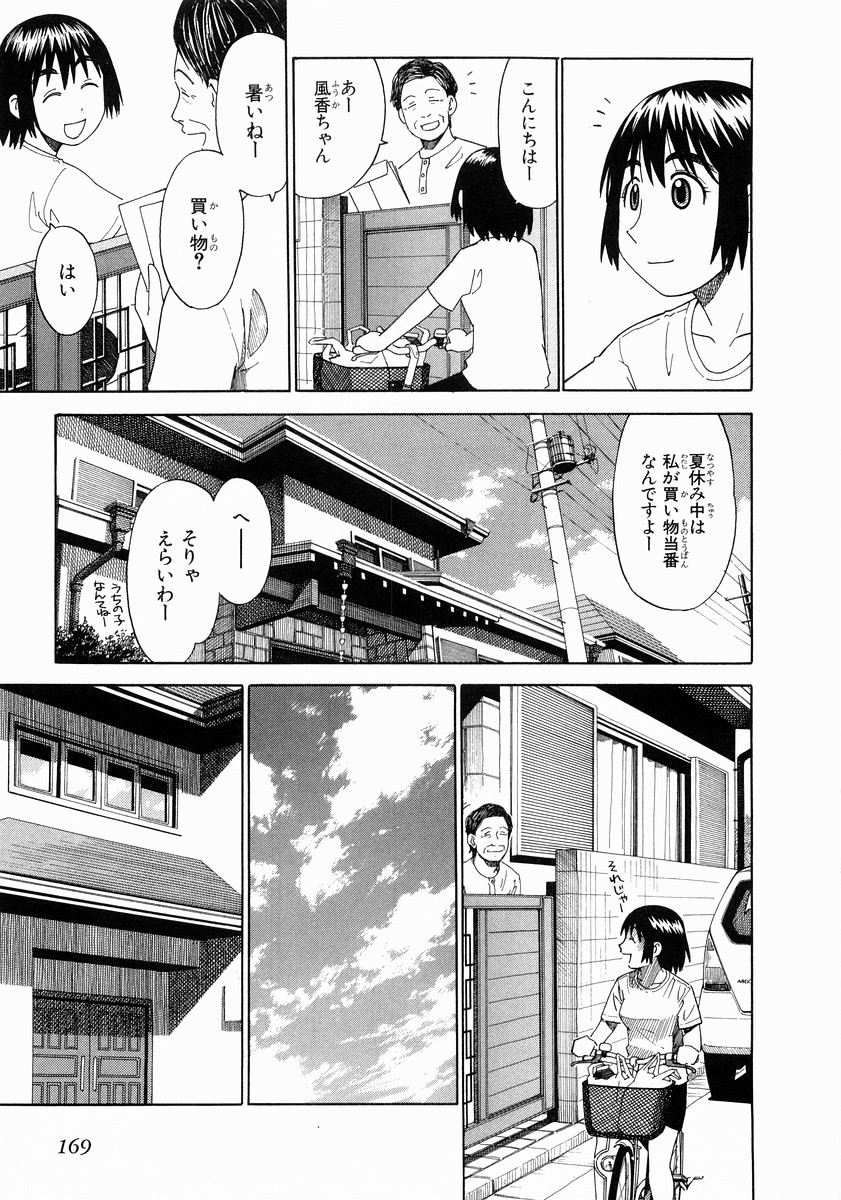 こんにちはー
あー
風香ちゃん
暑いねー
買い物?
はい
夏休み中は
私が買い物当番
なんですよー
へーー
そりゃ
えらいわー
うちの子
なんてねー
それじゃー
169